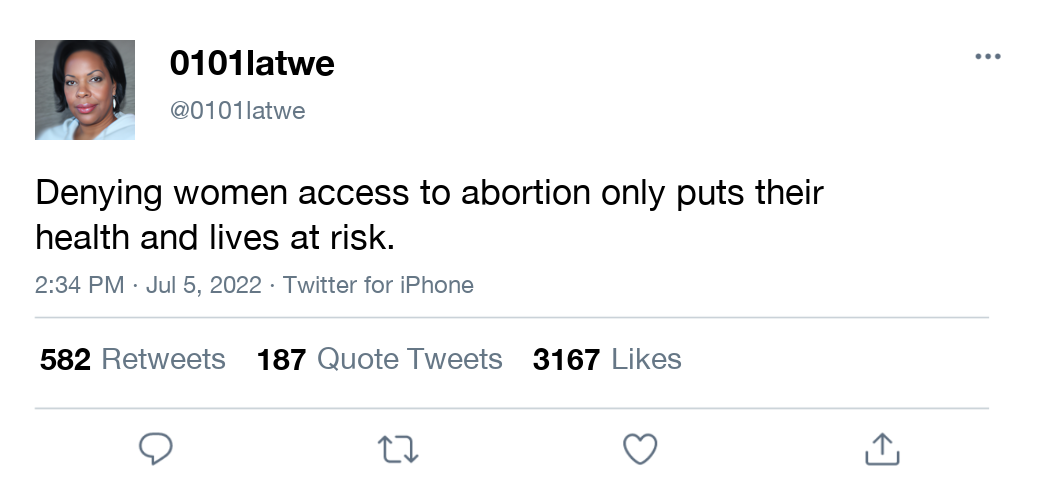 0101latwe
@0101latwe
Denying women access to abortion only puts their
health and lives at risk.
2:34 PM · Jul 5, 2022 · Twitter for iPhone
582 Retweets 187 Quote Tweets 3167 Likes